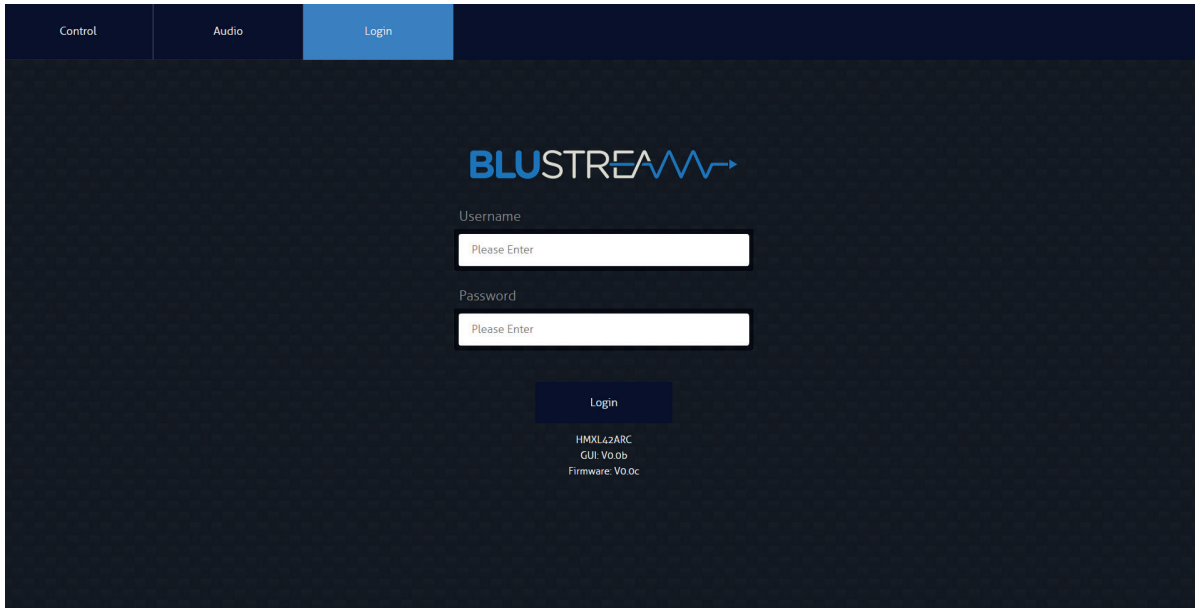 Control Audio Login
BLUSTREAM
Username
Please Enter
Password
Please Enter
Login
HMXL42ARC
GUI: V0.0b
Firmware: V0.0c